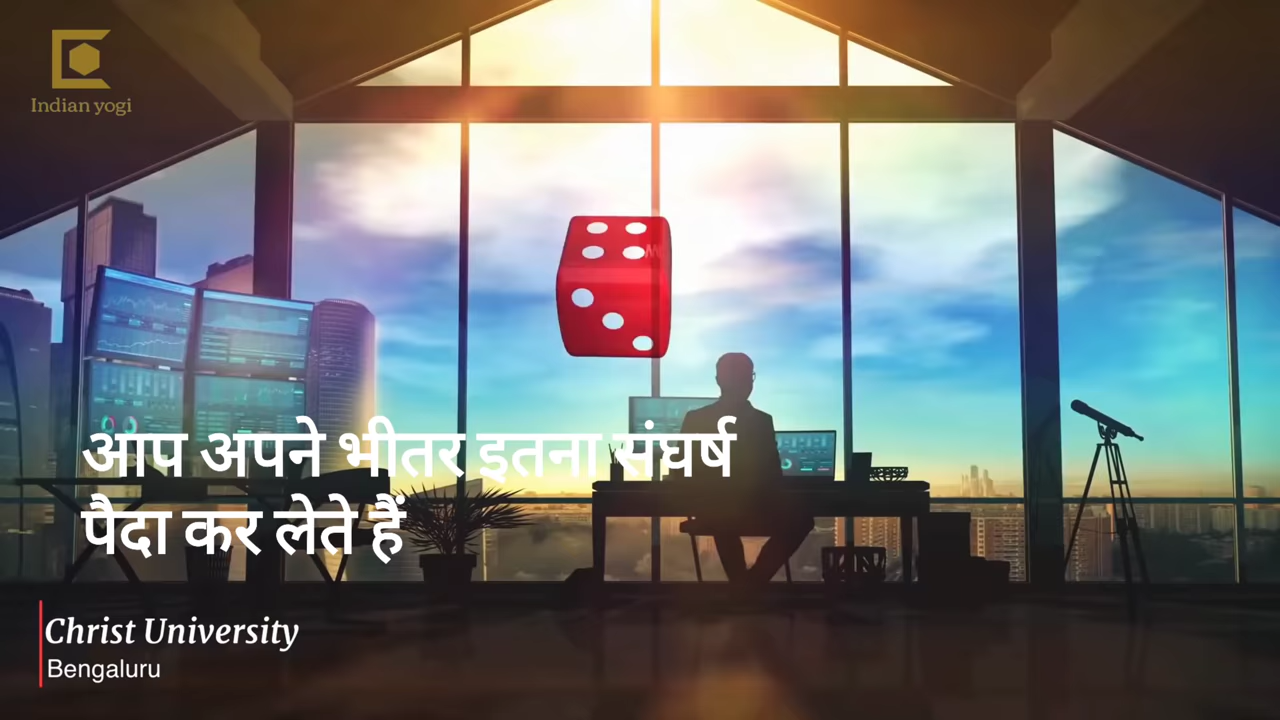 Indian yogi
आप अपने भीतर इतना संघर्ष
पैदा कर लेते हैं
Christ University
Bengaluru